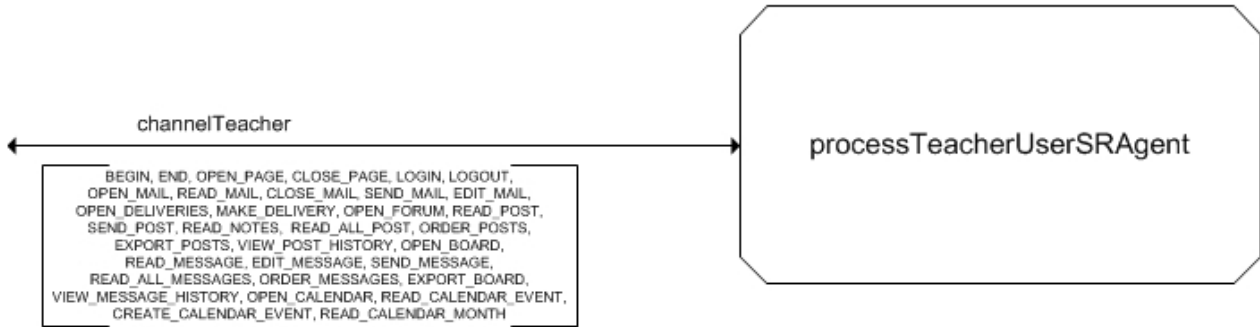 channelTeacher
processTeacherUserSRAgent
BEGIN, END, OPEN_PAGE, CLOSE_PAGE, LOGIN, LOGOUT,
OPEN_MAIL, READ_MAIL, CLOSE_MAIL, SEND_MAIL, EDIT_MAIL,
OPEN_DELIVERIES, MAKE_DELIVERY, OPEN_FORUM, READ_POST,
SEND_POST, READ_NOTES, READ_ALL_POST, ORDER_POSTS,
EXPORT_POSTS, VIEW_POST_HISTORY, OPEN_BOARD,
READ_MESSAGE, EDIT_MESSAGE, SEND_MESSAGE,
READ_ALL_MESSAGES, ORDER_MESSAGES, EXPORT_BOARD,
VIEW_MESSAGE_HISTORY, OPEN_CALENDAR, READ_CALENDAR_EVENT,
CREATE_CALENDAR_EVENT, READ_CALENDAR_MONTH